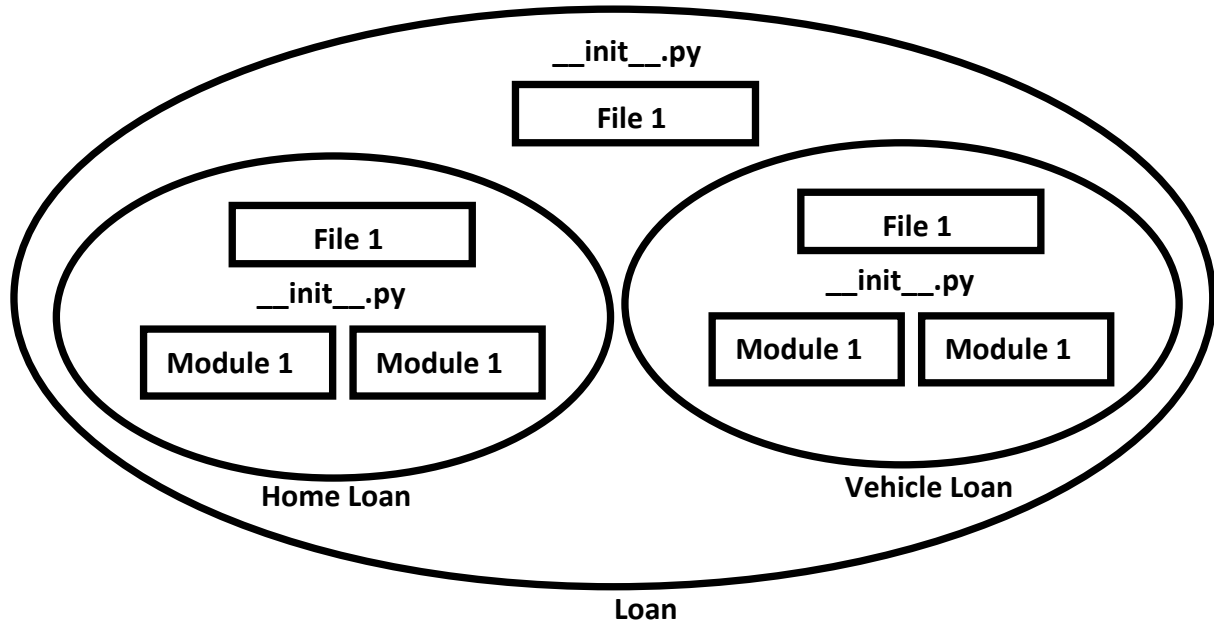 __init__.py
File 1
File 1
__init__.py
Module 1
Module 1
Home Loan
File 1
__init__.py
Module 1
Module 1
Vehicle Loan
Loan